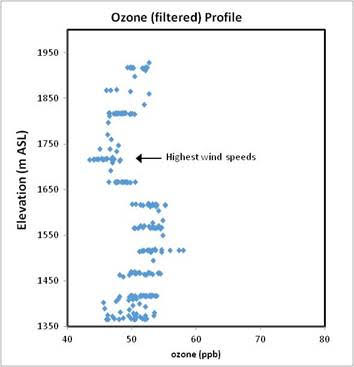 Ozone (filtered) Profile
1950
1850
1750
1650
1550
1450
1350
Elevation (m ASL)
Highest wind speeds
40 50 60 70 80
ozone (ppb)